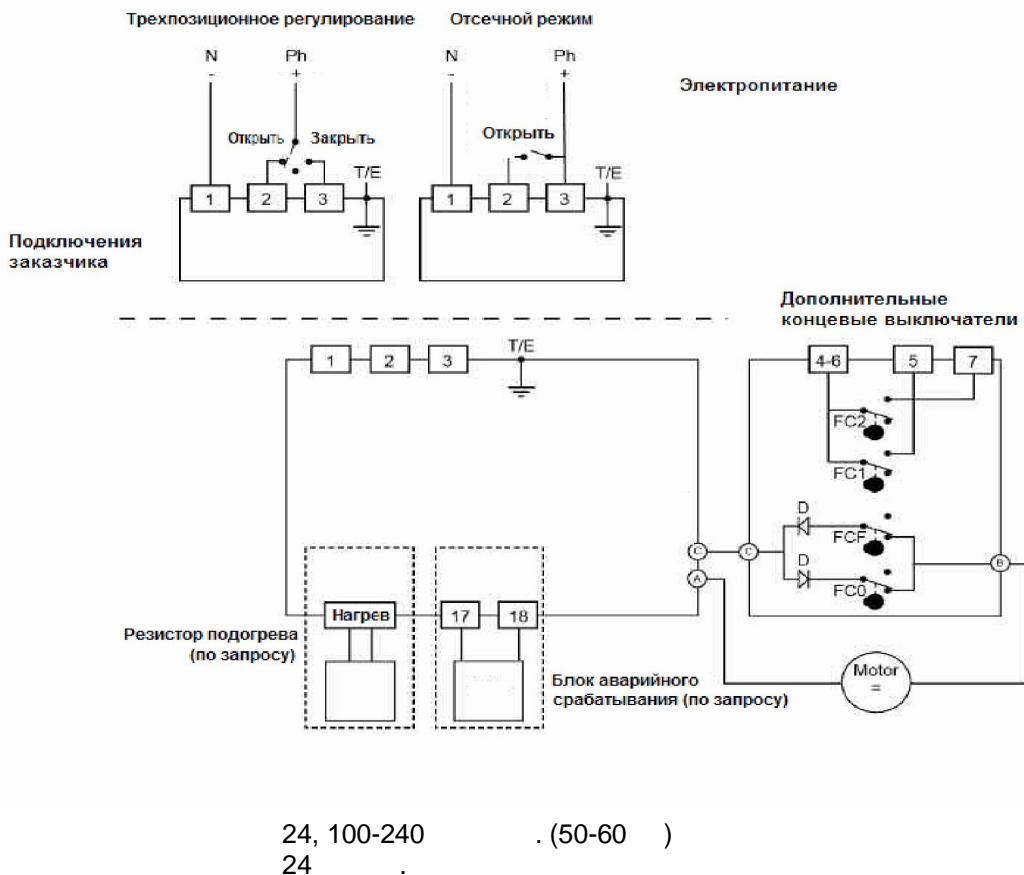 Трехпозиционное регулирование
Отсечной режим
N Ph
- +
N Ph
- +
Электропитание
Открыть Закрыть
Открыть
T/E
T/E
1 2 3
1 2 3
Подключения
заказчика
Дополнительные
концевые выключатели
1 2 3
T/E
4-6 5 7
FC2
FC1
D
FCF
D
FC0
C
C
A
B
Нагрев
17 18
Резистор подогрева
(по запросу)
Блок аварийного
срабатывания (по запросу)
Motor
=
24, 100-240 . (50-60 )
24 .